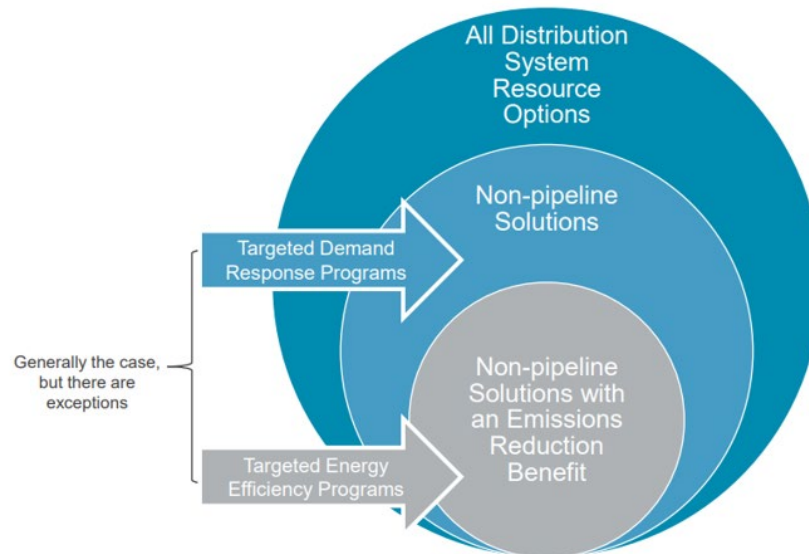 All Distribution
System
Resource
Options
Non-pipeline
Solutions
Targeted Demand
Response Programs
Generally the case,
but there are
exceptions
Non-pipeline
Solutions with
an Emissions
Reduction
Benefit
Targeted Energy
Efficiency Programs